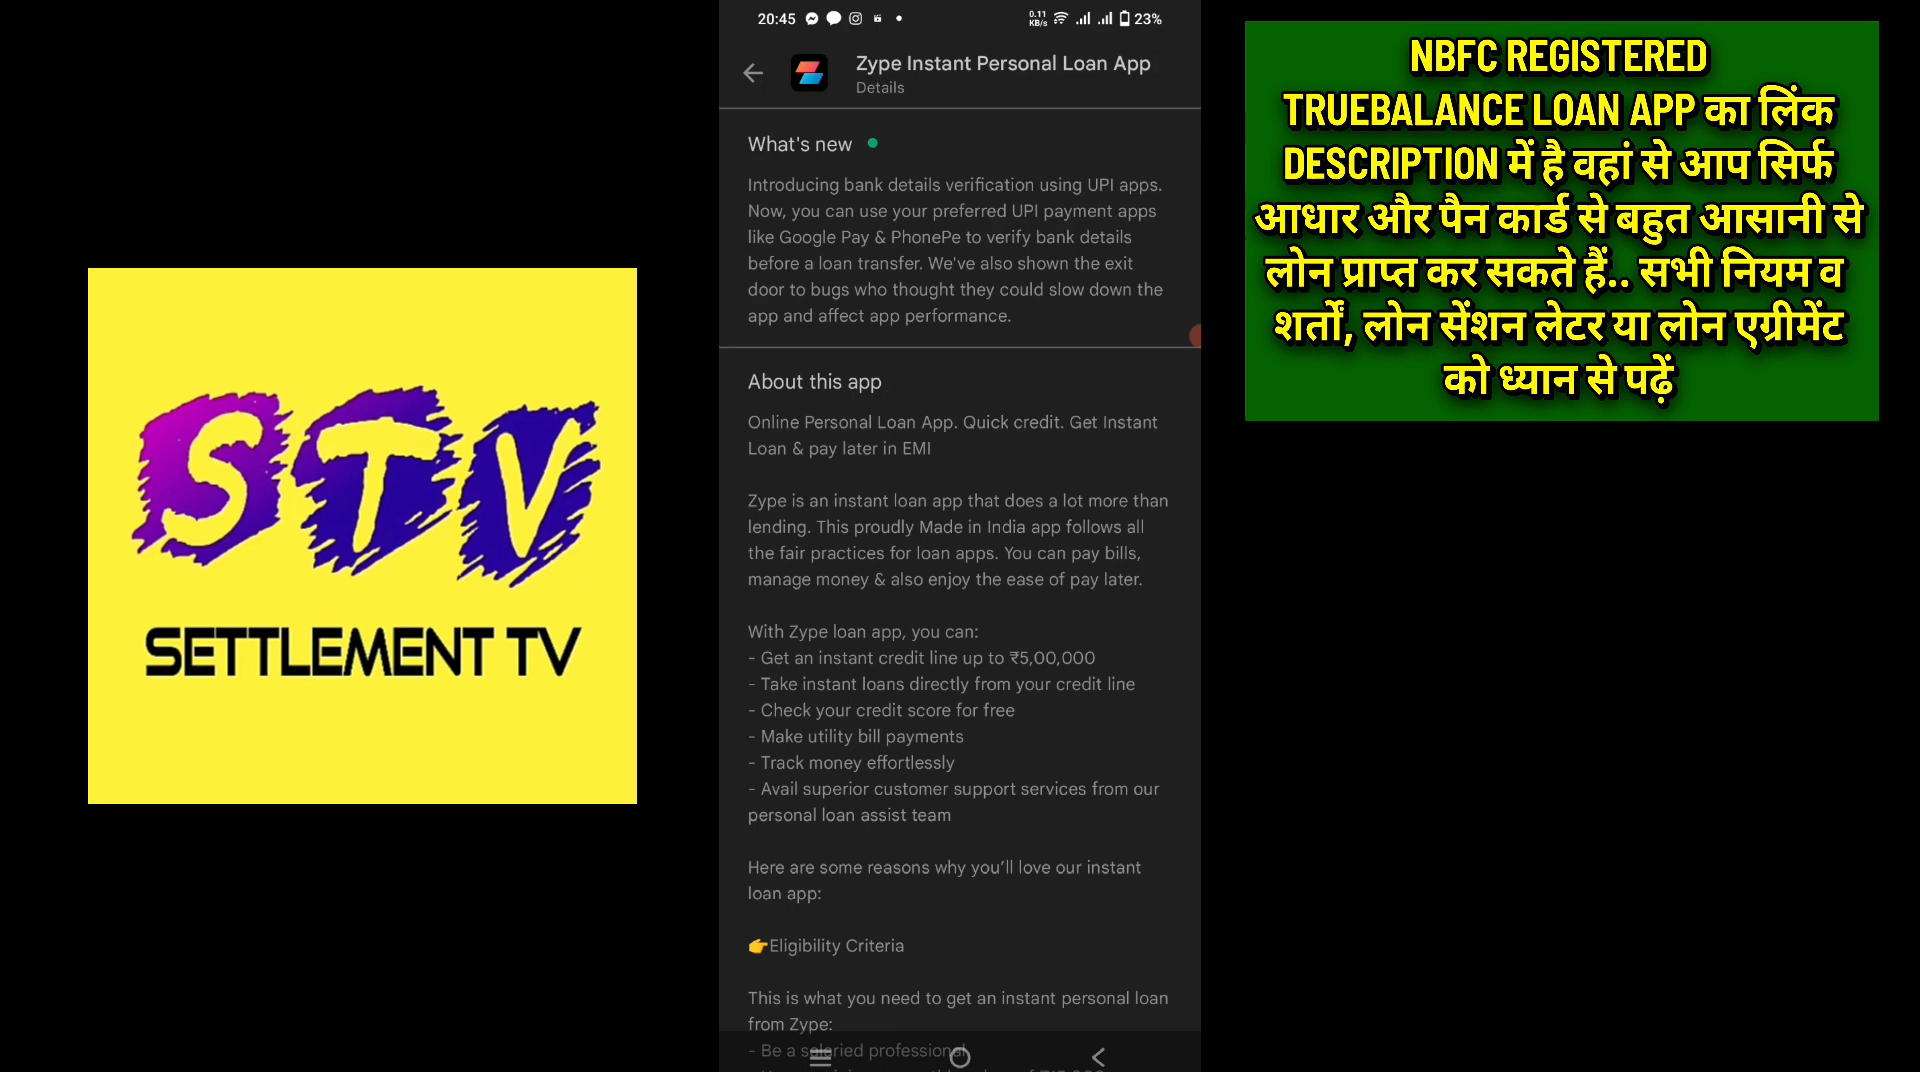 STV
SETTLEMENT TV
20:45
0.11
KB/s
23%
Zype Instant Personal Loan App
Details
What's new
Introducing bank details verification using UPI apps.
Now, you can use your preferred UPI payment apps
like Google Pay & PhonePe to verify bank details
before a loan transfer. We've also shown the exit
door to bugs who thought they could slow down the
app and affect app performance.
About this app
Online Personal Loan App. Quick credit. Get Instant
Loan & pay later in EMI
Zype is an instant loan app that does a lot more than
lending. This proudly Made in India app follows all
the fair practices for loan apps. You can pay bills,
manage money & also enjoy the ease of pay later.
With Zype loan app, you can:
- Get an instant credit line up to ₹5,00,000
- Take instant loans directly from your credit line
- Check your credit score for free
- Make utility bill payments
- Track money effortlessly
- Avail superior customer support services from our
personal loan assist team
Here are some reasons why you’ll love our instant
loan app:
👉Eligibility Criteria
This is what you need to get an instant personal loan
from Zype:
- Be a salaried professional
NBFC REGISTERED
TRUEBALANCE LOAN APP का लिंक
DESCRIPTION में है वहां से आप सिर्फ
आधार और पैन कार्ड से बहुत आसानी से
लोन प्राप्त कर सकते हैं.. सभी नियम व
शर्तों, लोन सेंशन लेटर या लोन एग्रीमेंट
को ध्यान से पढ़ें